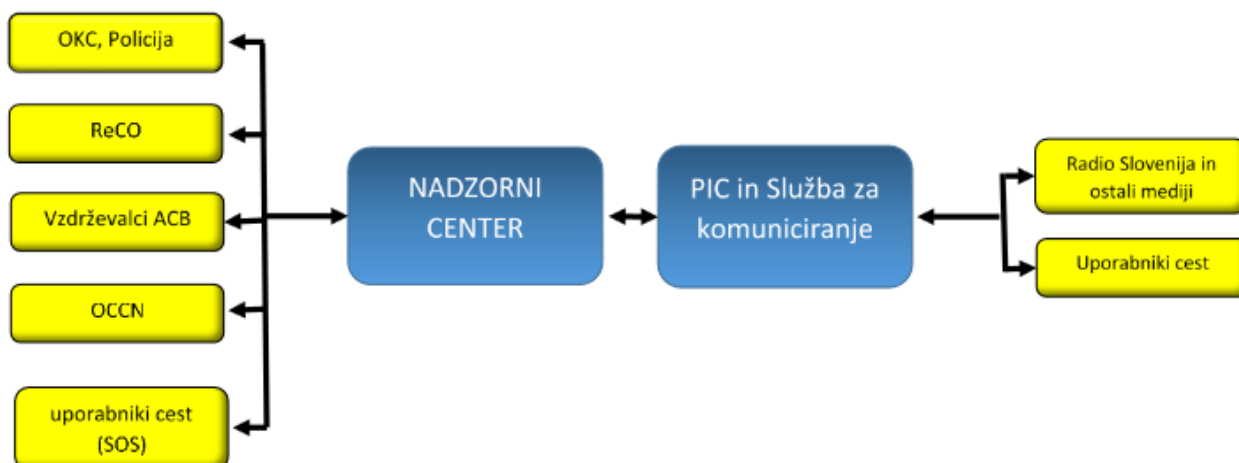 OKC, Policija
ReCO
Vzdrževalci ACB
OCCN
uporabniki cest
(SOS)
NADZORNI
CENTER
PIC in Služba za
komuniciranje
Radio Slovenija in
ostali mediji
Uporabniki cest